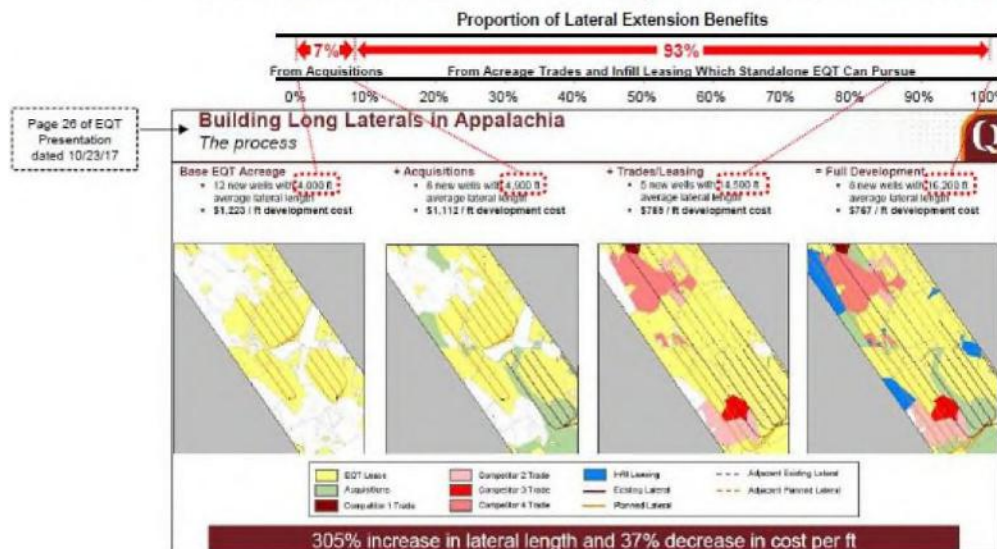 Proportion of Lateral Extension Benefits
7% 93%
From Acquisitions From Acreage Trades and Infill Leasing Which Standalone EQT Can Pursue
0% 10% 20% 30% 40% 50% 60% 70% 80% 90% 100%
Page 26 of EQT
Presentation
dated 10/23/17
Building Long Laterals in Appalachia
The process
Base EQT Acreage
• 12 new wells with 4,000 ft
average lateral length
• $1,223 / ft development cost
+ Acquisitions
• 6 new wells with 4,900 ft
average lateral length
• $1,112 / ft development cost
+ Trades/Leasing
• 5 new wells with 14,500 ft
average lateral length
• $785 / ft development cost
= Full Development
• 6 new wells with 16,200 ft
average lateral length
• $767 / ft development cost
EQT Lease
Acquisitions
Competitor 1 Trade
Competitor 2 Trade
Competitor 3 Trade
Competitor 4 Trade
Infill Leasing
Existing Lateral
Planned Lateral
Adjacent Existing Lateral
Adjacent Planned Lateral
305% increase in lateral length and 37% decrease in cost per ft